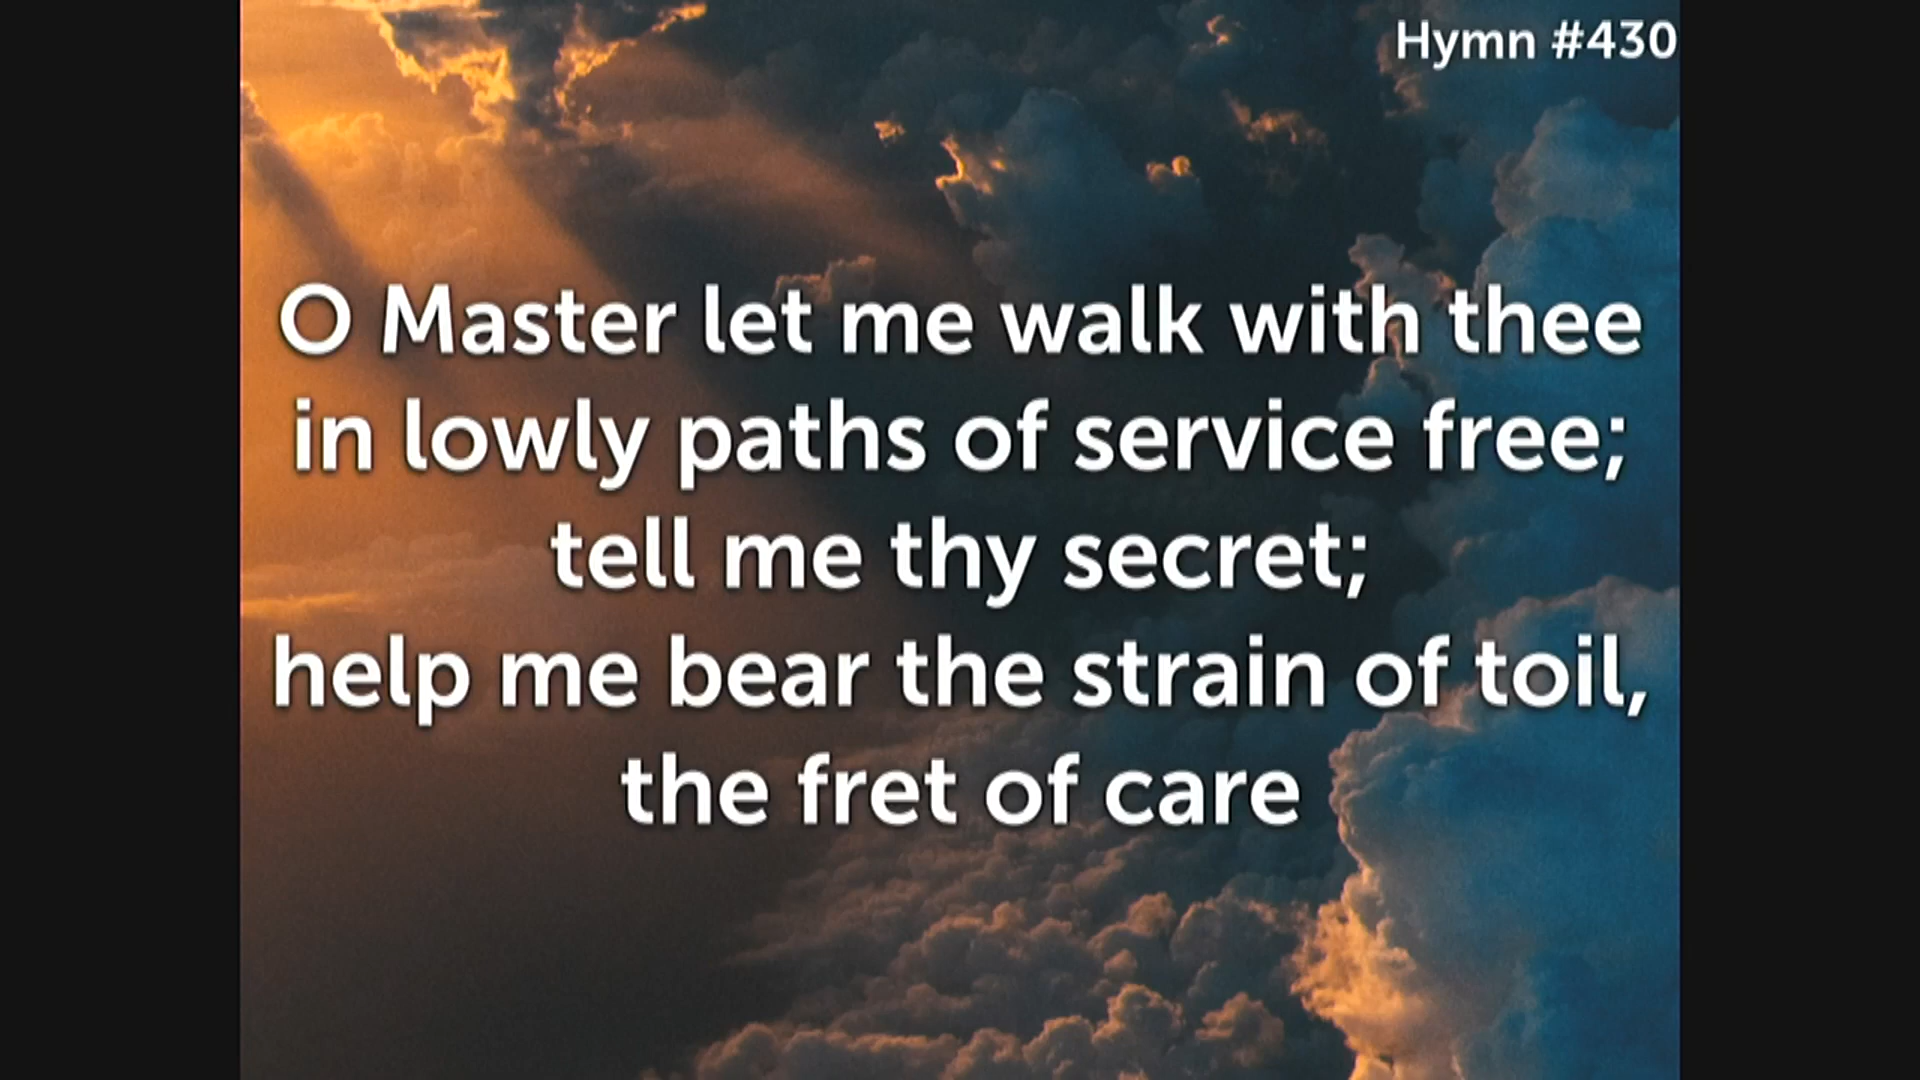 Hymn #430
O Master let me walk with thee
in lowly paths of service free;
tell me thy secret;
help me bear the strain of toil,
the fret of care